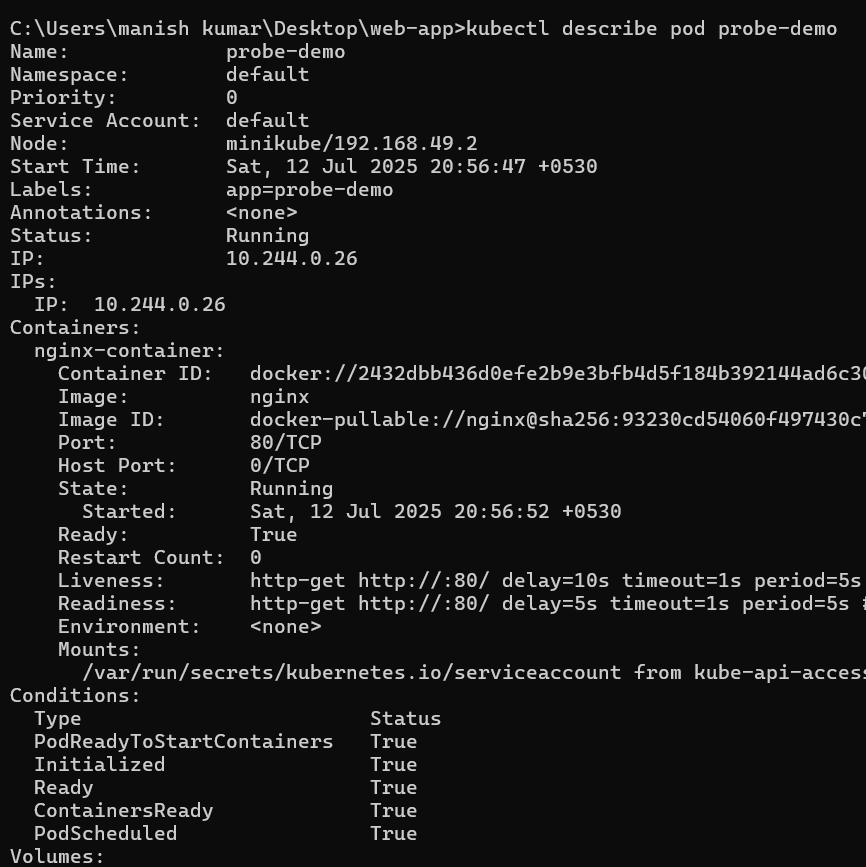 C:\Users\manish kumar\Desktop\web-app>kubectl describe pod probe-demo
Name:             probe-demo
Namespace:        default
Priority:         0
Service Account:  default
Node:             minikube/192.168.49.2
Start Time:       Sat, 12 Jul 2025 20:56:47 +0530
Labels:           app=probe-demo
Annotations:      <none>
Status:           Running
IP:               10.244.0.26
IPs:
  IP:  10.244.0.26
Containers:
  nginx-container:
    Container ID:   docker://2432dbb436d0efe2b9e3bfb4d5f184b392144ad6c30
    Image:          nginx
    Image ID:       docker-pullable://nginx@sha256:93230cd54060f497430c7
    Port:           80/TCP
    Host Port:      0/TCP
    State:          Running
      Started:      Sat, 12 Jul 2025 20:56:52 +0530
    Ready:          True
    Restart Count:  0
    Liveness:       http-get http://:80/ delay=10s timeout=1s period=5s
    Readiness:      http-get http://:80/ delay=5s timeout=1s period=5s #
    Environment:    <none>
    Mounts:
      /var/run/secrets/kubernetes.io/serviceaccount from kube-api-access
Conditions:
  Type                        Status
  PodReadyToStartContainers   True
  Initialized                 True
  Ready                       True
  ContainersReady             True
  PodScheduled                True
Volumes: